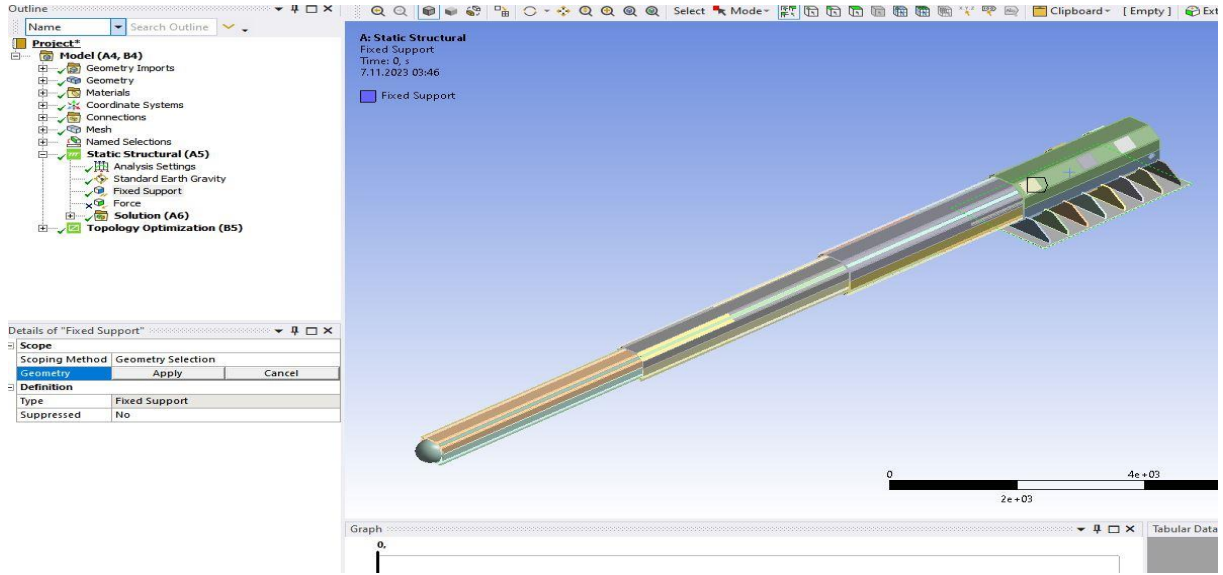 Outline
Name Search Outline
Select Mode Clipboard [ Empty ]
Project*
Model (A4, B4)
Geometry Imports
Geometry
Materials
Coordinate Systems
Connections
Mesh
Named Selections
Static Structural (A5)
Analysis Settings
Standard Earth Gravity
Fixed Support
Force
Solution (A6)
Topology Optimization (B5)
A: Static Structural
Fixed Support
Time: 0, s
7.11.2023 03:46
Fixed Support
Details of "Fixed Support"
Scope
Scoping Method Geometry Selection
Geometry Apply Cancel
Definition
Type Fixed Support
Suppressed No
0 4e+03
2e+03
Graph Tabular Data
0,